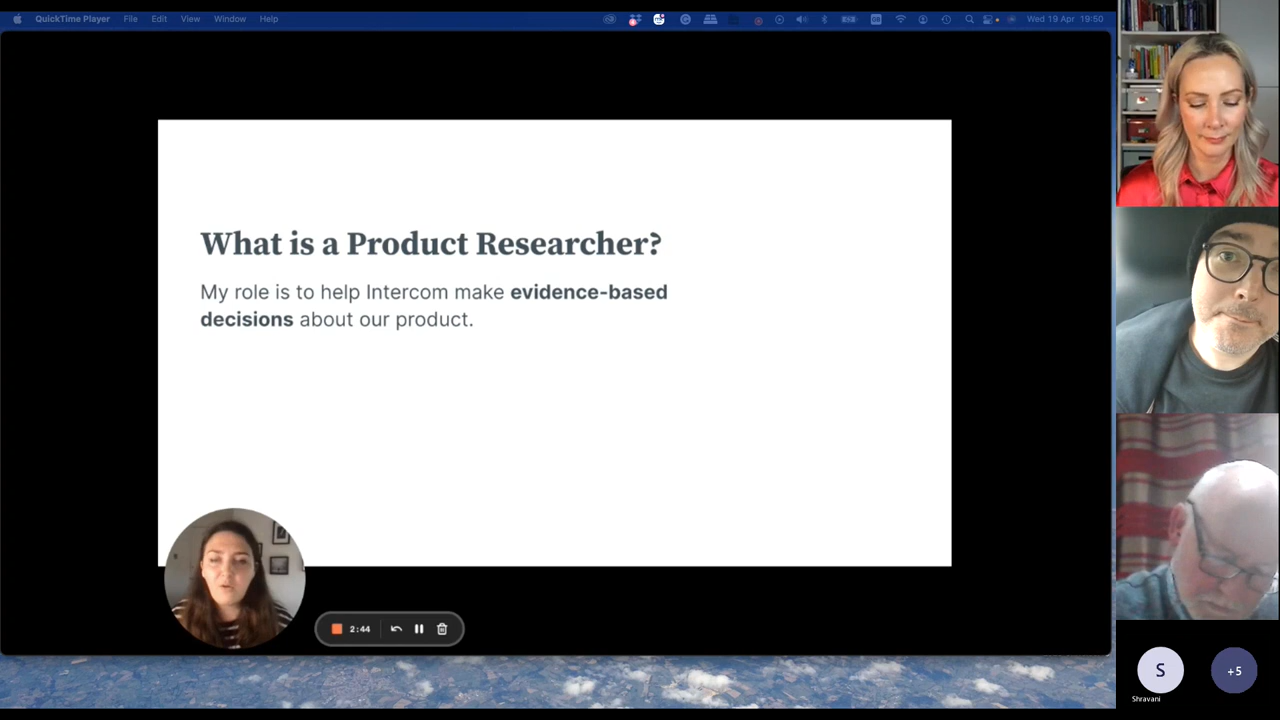 QuickTime Player File Edit View Window Help Wed 19 Apr 19:50
What is a Product Researcher?
My role is to help Intercom make evidence-based
decisions about our product.
2:44
S
+5
Shravani